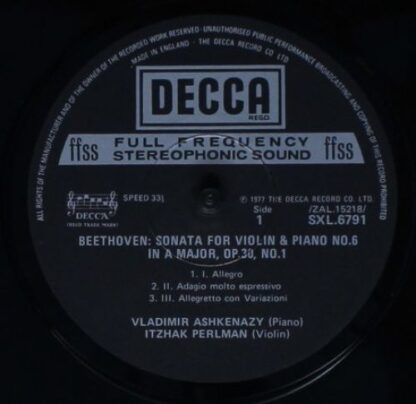 ALL RIGHTS OF THE MANUFACTURER AND OF THE OWNER OF THE RECORDED WORK RESERVED · UNAUTHORISED PUBLIC PERFORMANCE BROADCASTING AND COPYING OF THIS RECORD PROHIBITED
MADE IN ENGLAND · THE DECCA RECORD CO LTD
DECCA
REGD
ffss FULL FREQUENCY STEREOPHONIC SOUND ffss
DECCA
(REGD TRADE MARK)
SPEED 33⅓
℗ 1977 THE DECCA RECORD CO. LTD.
Side /ZAL.15218/
1 SXL.6791
BEETHOVEN: SONATA FOR VIOLIN & PIANO NO.6
IN A MAJOR, OP.30, NO.1
1. I. Allegro
2. II. Adagio molto espressivo
3. III. Allegretto con Variazioni
VLADIMIR ASHKENAZY (Piano)
ITZHAK PERLMAN (Violin)